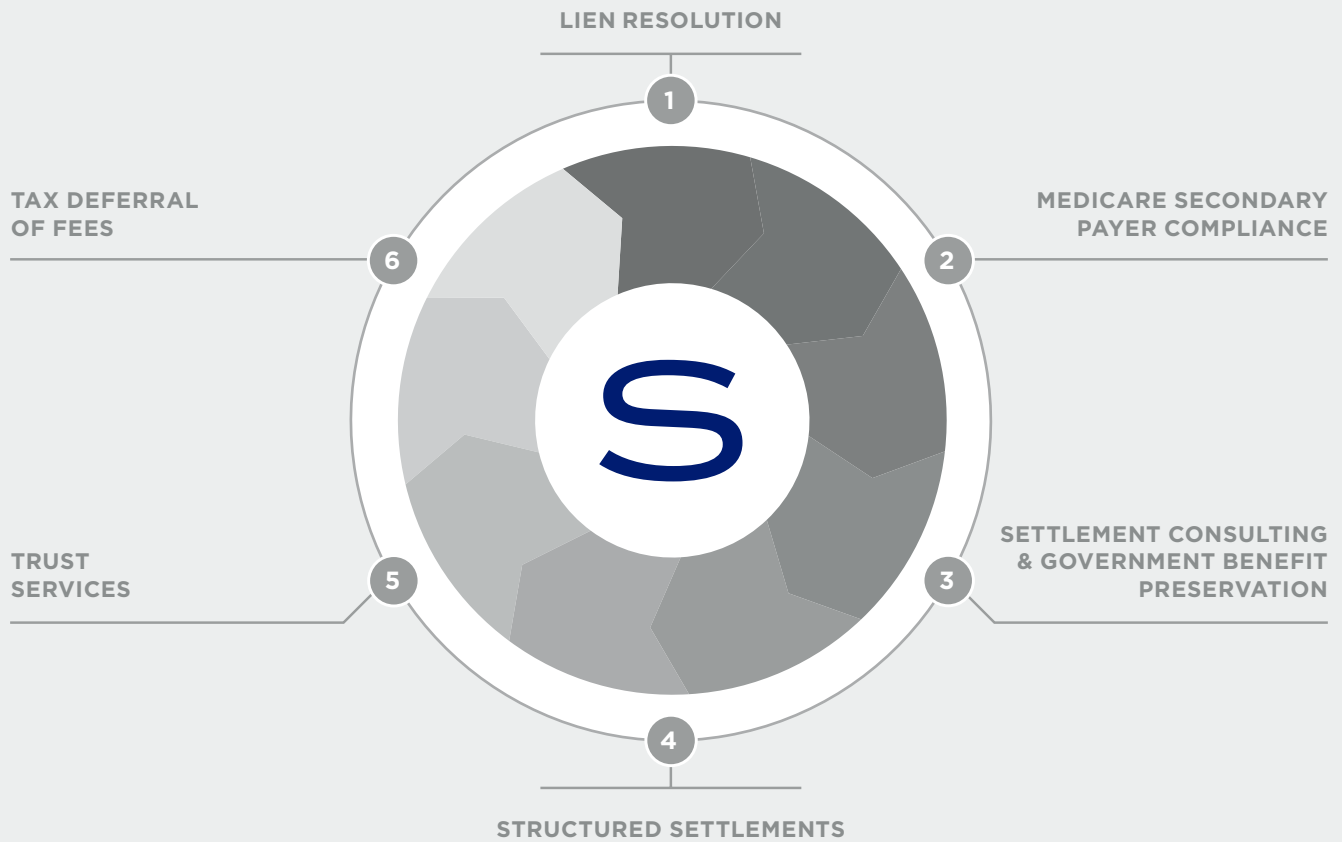 LIEN RESOLUTION
1
MEDICARE SECONDARY
PAYER COMPLIANCE
2
SETTLEMENT CONSULTING
& GOVERNMENT BENEFIT
PRESERVATION
3
4
STRUCTURED SETTLEMENTS
TRUST
SERVICES
5
TAX DEFERRAL
OF FEES
6
S